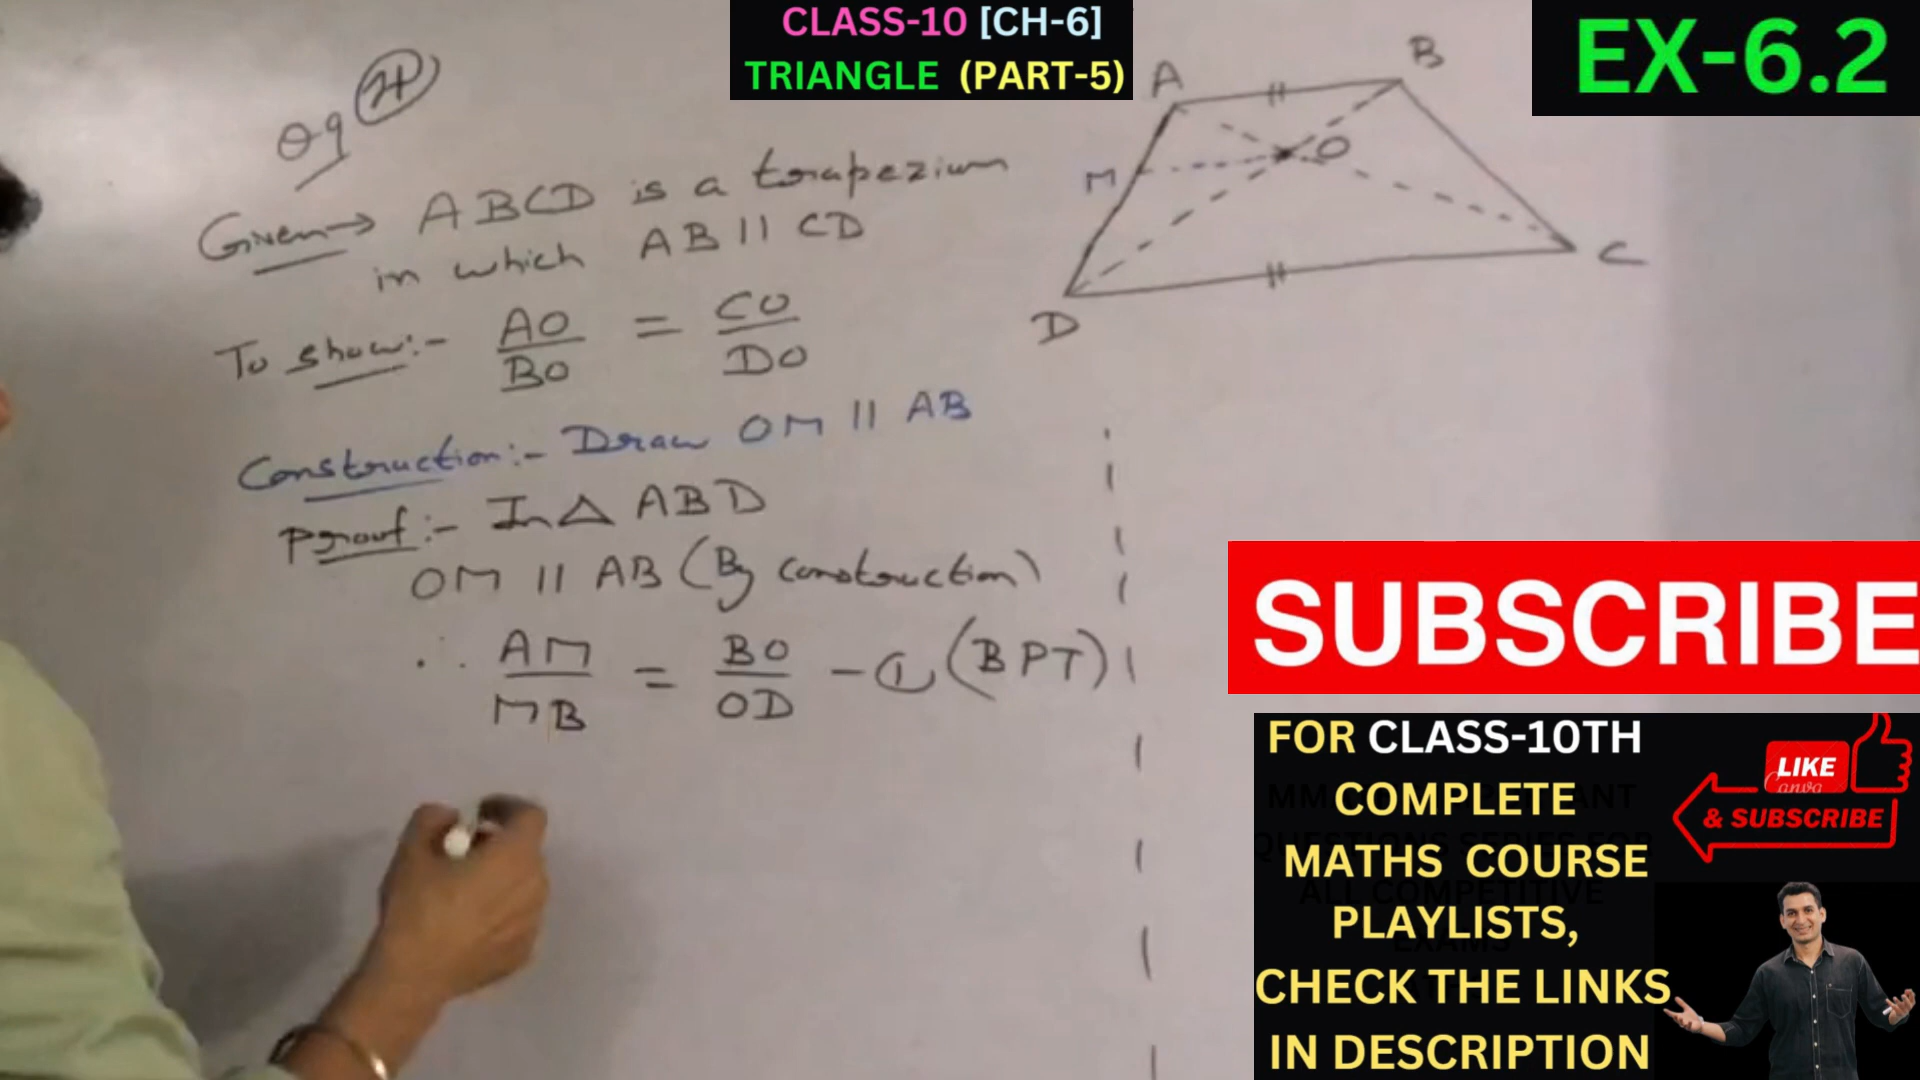 CLASS-10 [CH-6]
TRIANGLE (PART-5)
EX-6.2
Q9
Given → ABCD is a trapezium
in which AB || CD
To show:- AO/BO = CO/DO
Construction:- Draw OM || AB
Proof:- In △ ABD
OM || AB (By construction)
∴ AM/MB = BO/OD - ① (BPT)
A
B
M
O
C
D
SUBSCRIBE
FOR CLASS-10TH
COMPLETE
MATHS COURSE
PLAYLISTS,
CHECK THE LINKS
IN DESCRIPTION
LIKE
& SUBSCRIBE